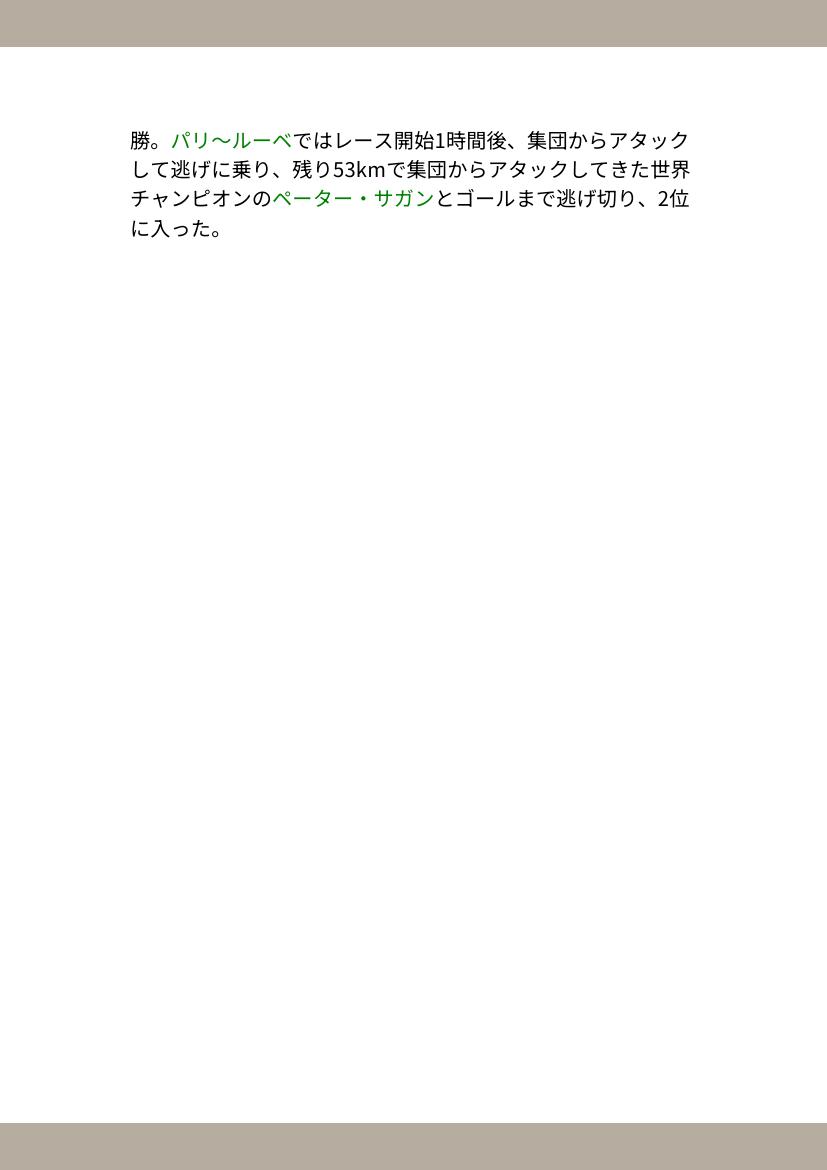 勝。パリ〜ルーベではレース開始1時間後、集団からアタック
して逃げに乗り、残り53kmで集団からアタックしてきた世界
チャンピオンのペーター・サガンとゴールまで逃げ切り、2位
に入った。